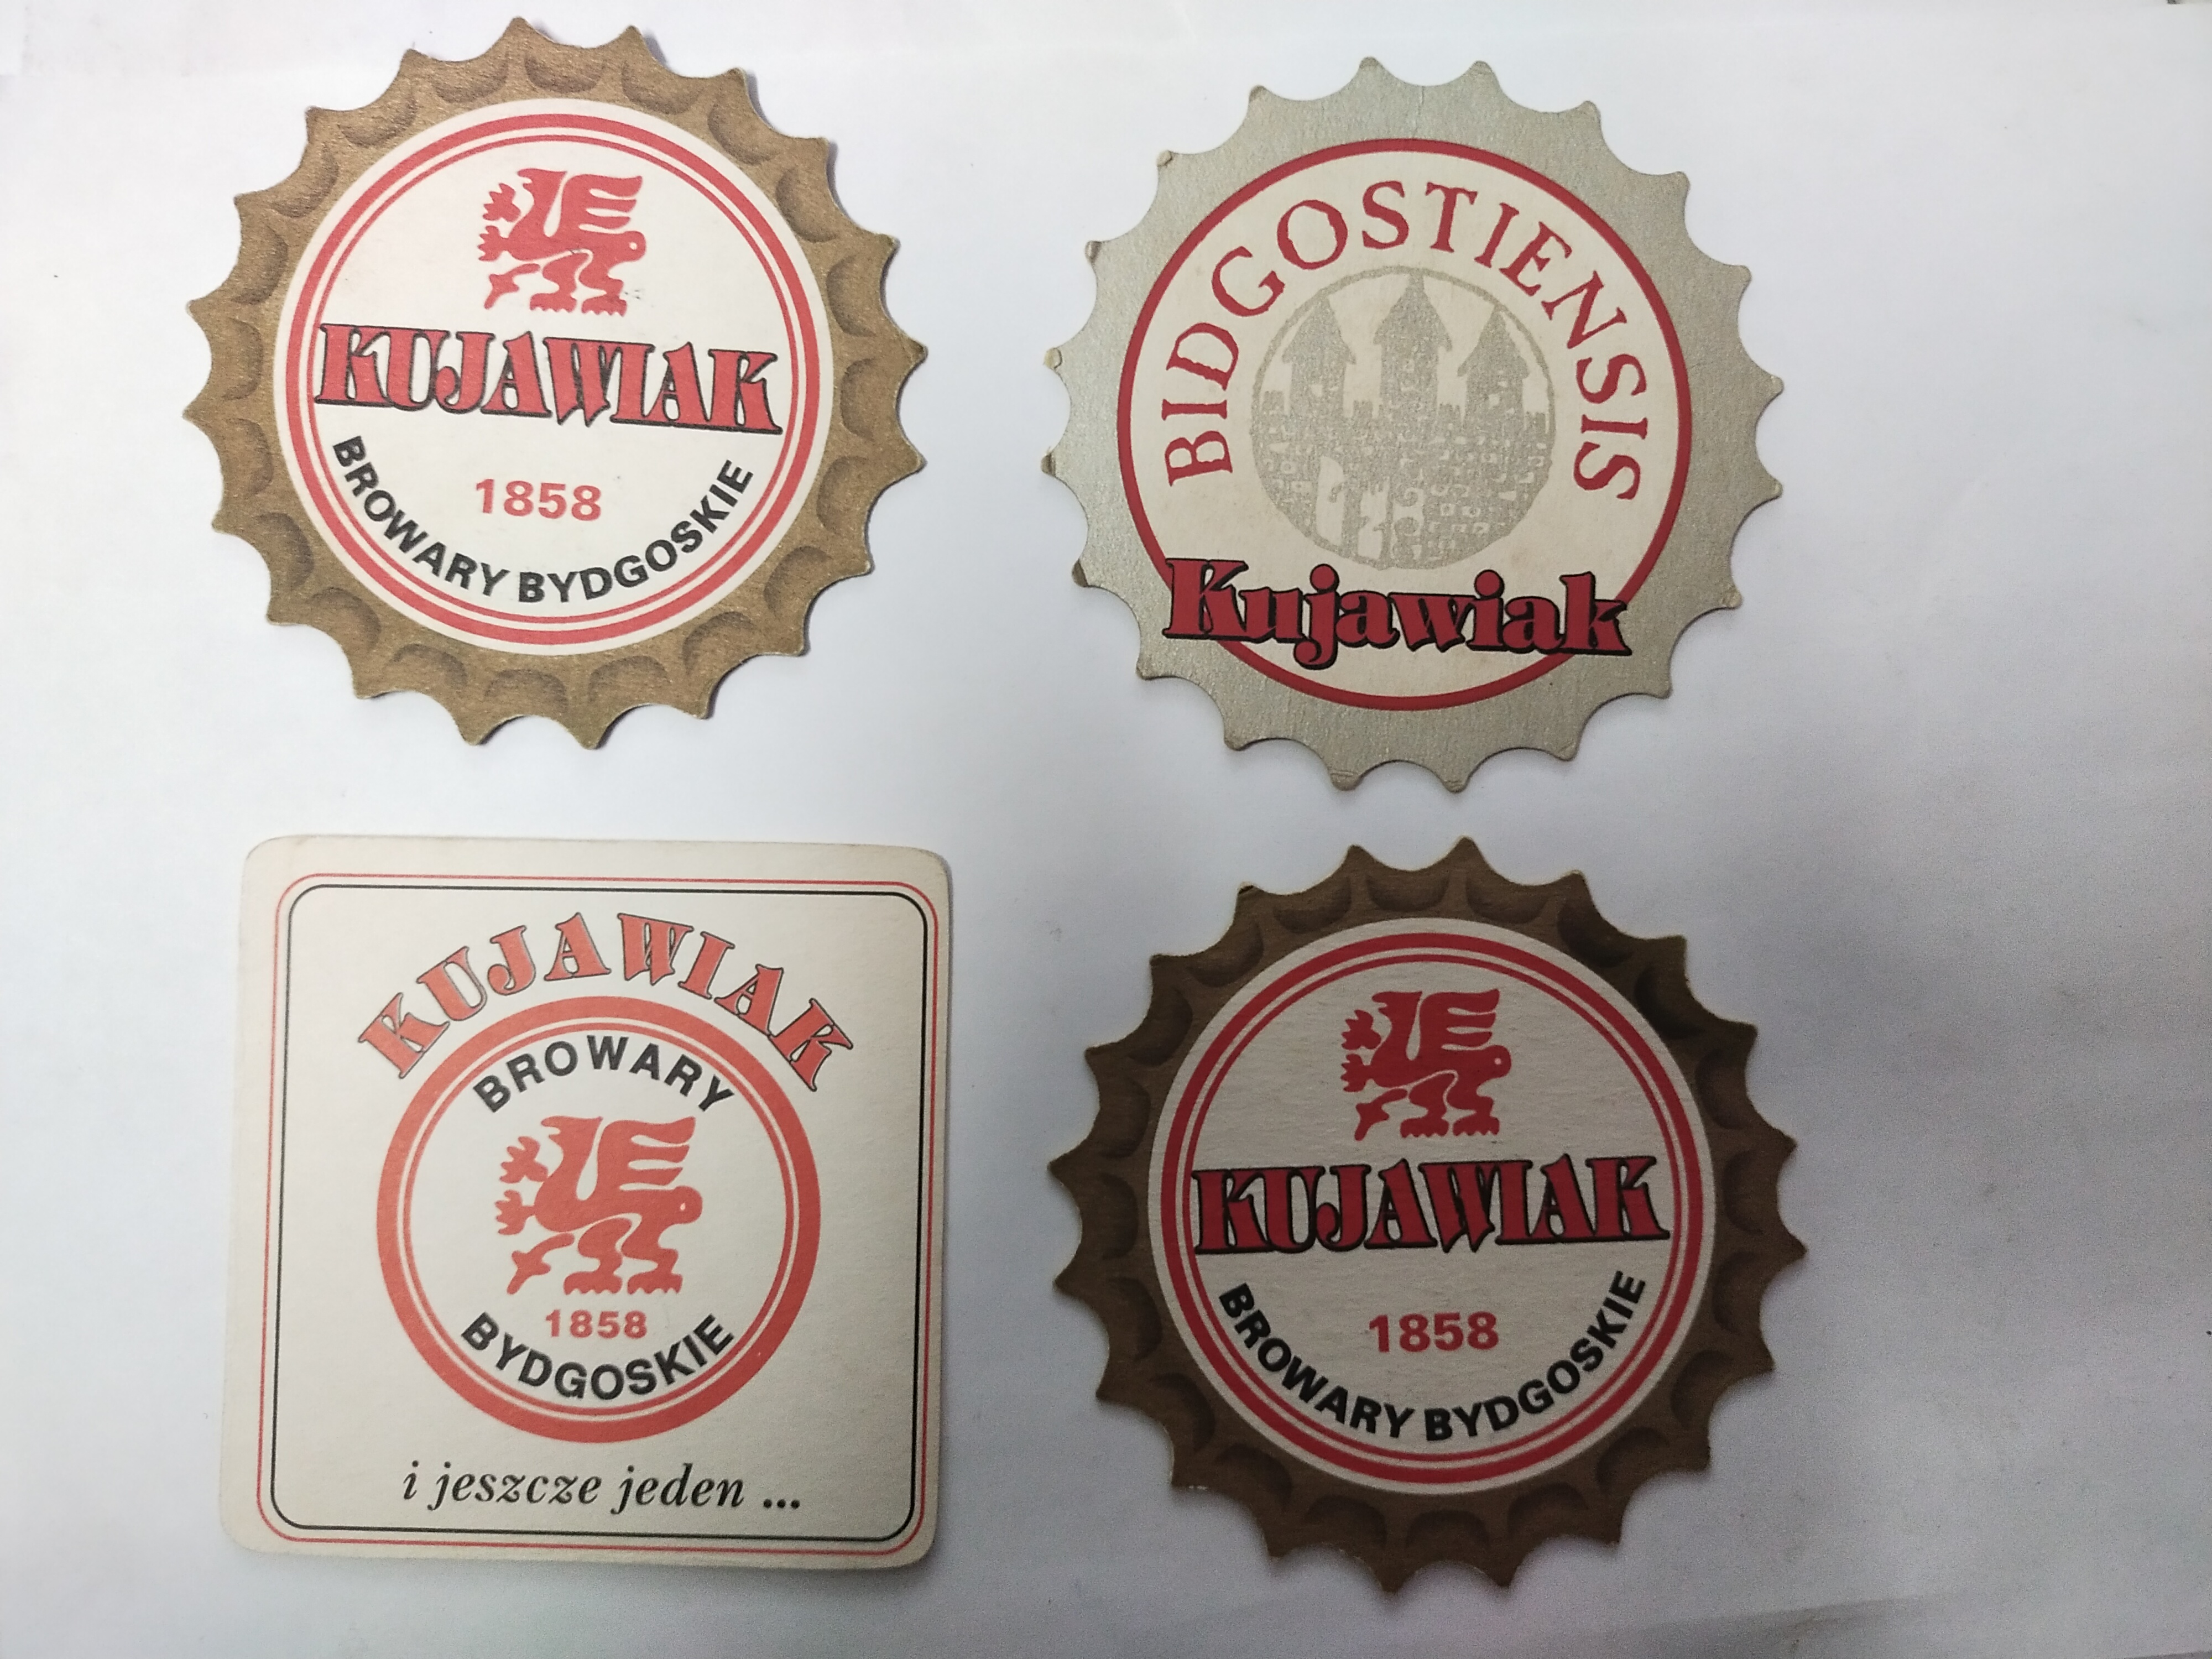 KUJAWIAK
1858
BROWARY BYDGOSKIE
BIDGOSTIENSIS
Kujawiak
KUJAWIAK
BROWARY
1858
BYDGOSKIE
i jeszcze jeden ...
KUJAWIAK
1858
BROWARY BYDGOSKIE